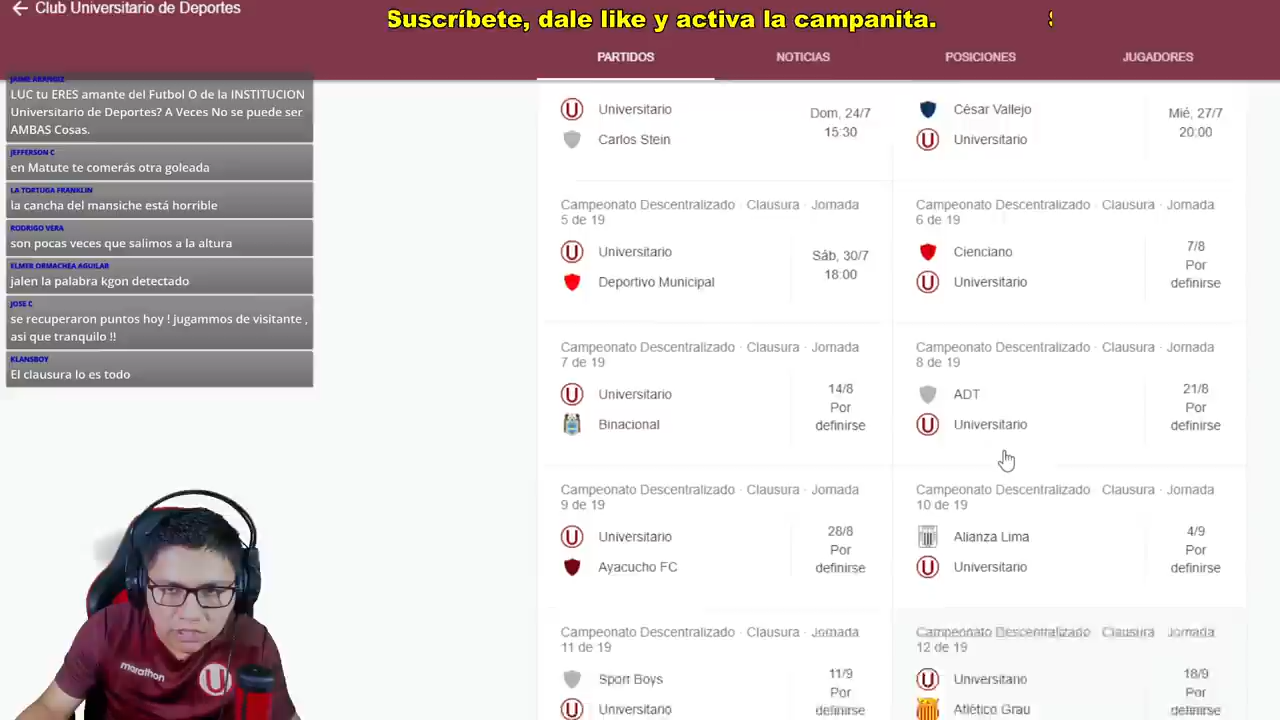 Club Universitario de Deportes
Suscríbete, dale like y activa la campanita.
PARTIDOS
NOTICIAS
POSICIONES
JUGADORES
JAIME ARANDIZ
LUC tu ERES amante del Futbol O de la INSTITUCION
Universitario de Deportes? A Veces No se puede ser
AMBAS Cosas.
JEFFERSON C
en Matute te comerás otra goleada
LA TORTUGA FRANKLIN
la cancha del mansiche está horrible
RODRIGO VERA
son pocas veces que salimos a la altura
ELMER ORMACHEA AGUILAR
jalen la palabra kgon detectado
JOSE C
se recuperaron puntos hoy ! jugammos de visitante ,
asi que tranquilo !!
KLANSBOY
El clausura lo es todo
Universitario
Carlos Stein
Dom, 24/7
15:30
César Vallejo
Universitario
Mié, 27/7
20:00
Campeonato Descentralizado · Clausura · Jornada
5 de 19
Universitario
Deportivo Municipal
Sáb, 30/7
18:00
Campeonato Descentralizado · Clausura · Jornada
6 de 19
Cienciano
Universitario
7/8
Por
definirse
Campeonato Descentralizado · Clausura · Jornada
7 de 19
Universitario
Binacional
14/8
Por
definirse
Campeonato Descentralizado · Clausura · Jornada
8 de 19
ADT
Universitario
21/8
Por
definirse
Campeonato Descentralizado · Clausura · Jornada
9 de 19
Universitario
Ayacucho FC
28/8
Por
definirse
Campeonato Descentralizado Clausura · Jornada
10 de 19
Alianza Lima
Universitario
4/9
Por
definirse
Campeonato Descentralizado · Clausura · Jornada
11 de 19
Sport Boys
Universitario
11/9
Por
definirse
Campeonato Descentralizado Clausura Jornada
12 de 19
Universitario
Atlético Grau
18/9
Por
definirse
marathon
U